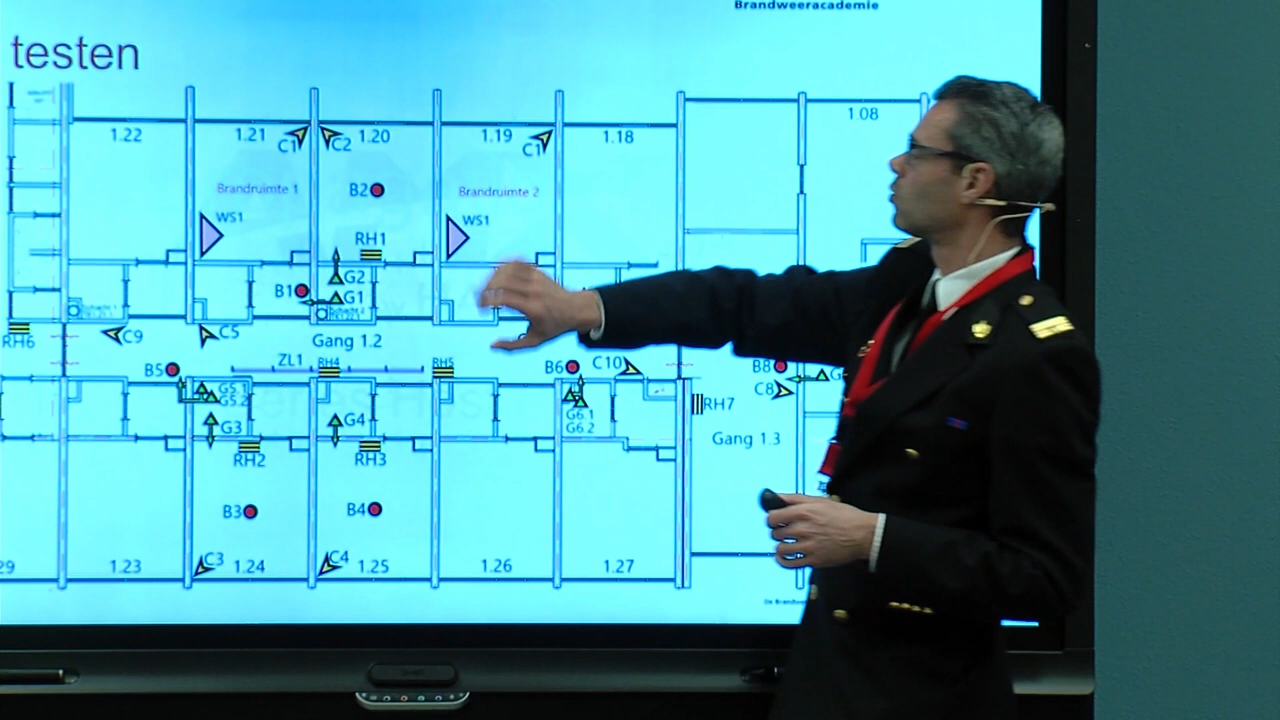 Brandweeracademie
testen
1.22
1.21
C1
C2
1.20
1.19
C1
1.18
1.08
Brandruimte 1
B2
Brandruimte 2
WS1
WS1
RH1
G2
B1
G1
RH6
C9
C5
Gang 1.2
B5
ZL1
RH4
RH5
B6
C10
B8
G
C8
G5.1
G5.2
G3
G4
G6.1
G6.2
RH7
Gang 1.3
RH2
RH3
B3
B4
29
1.23
C3
1.24
C4
1.25
1.26
1.27